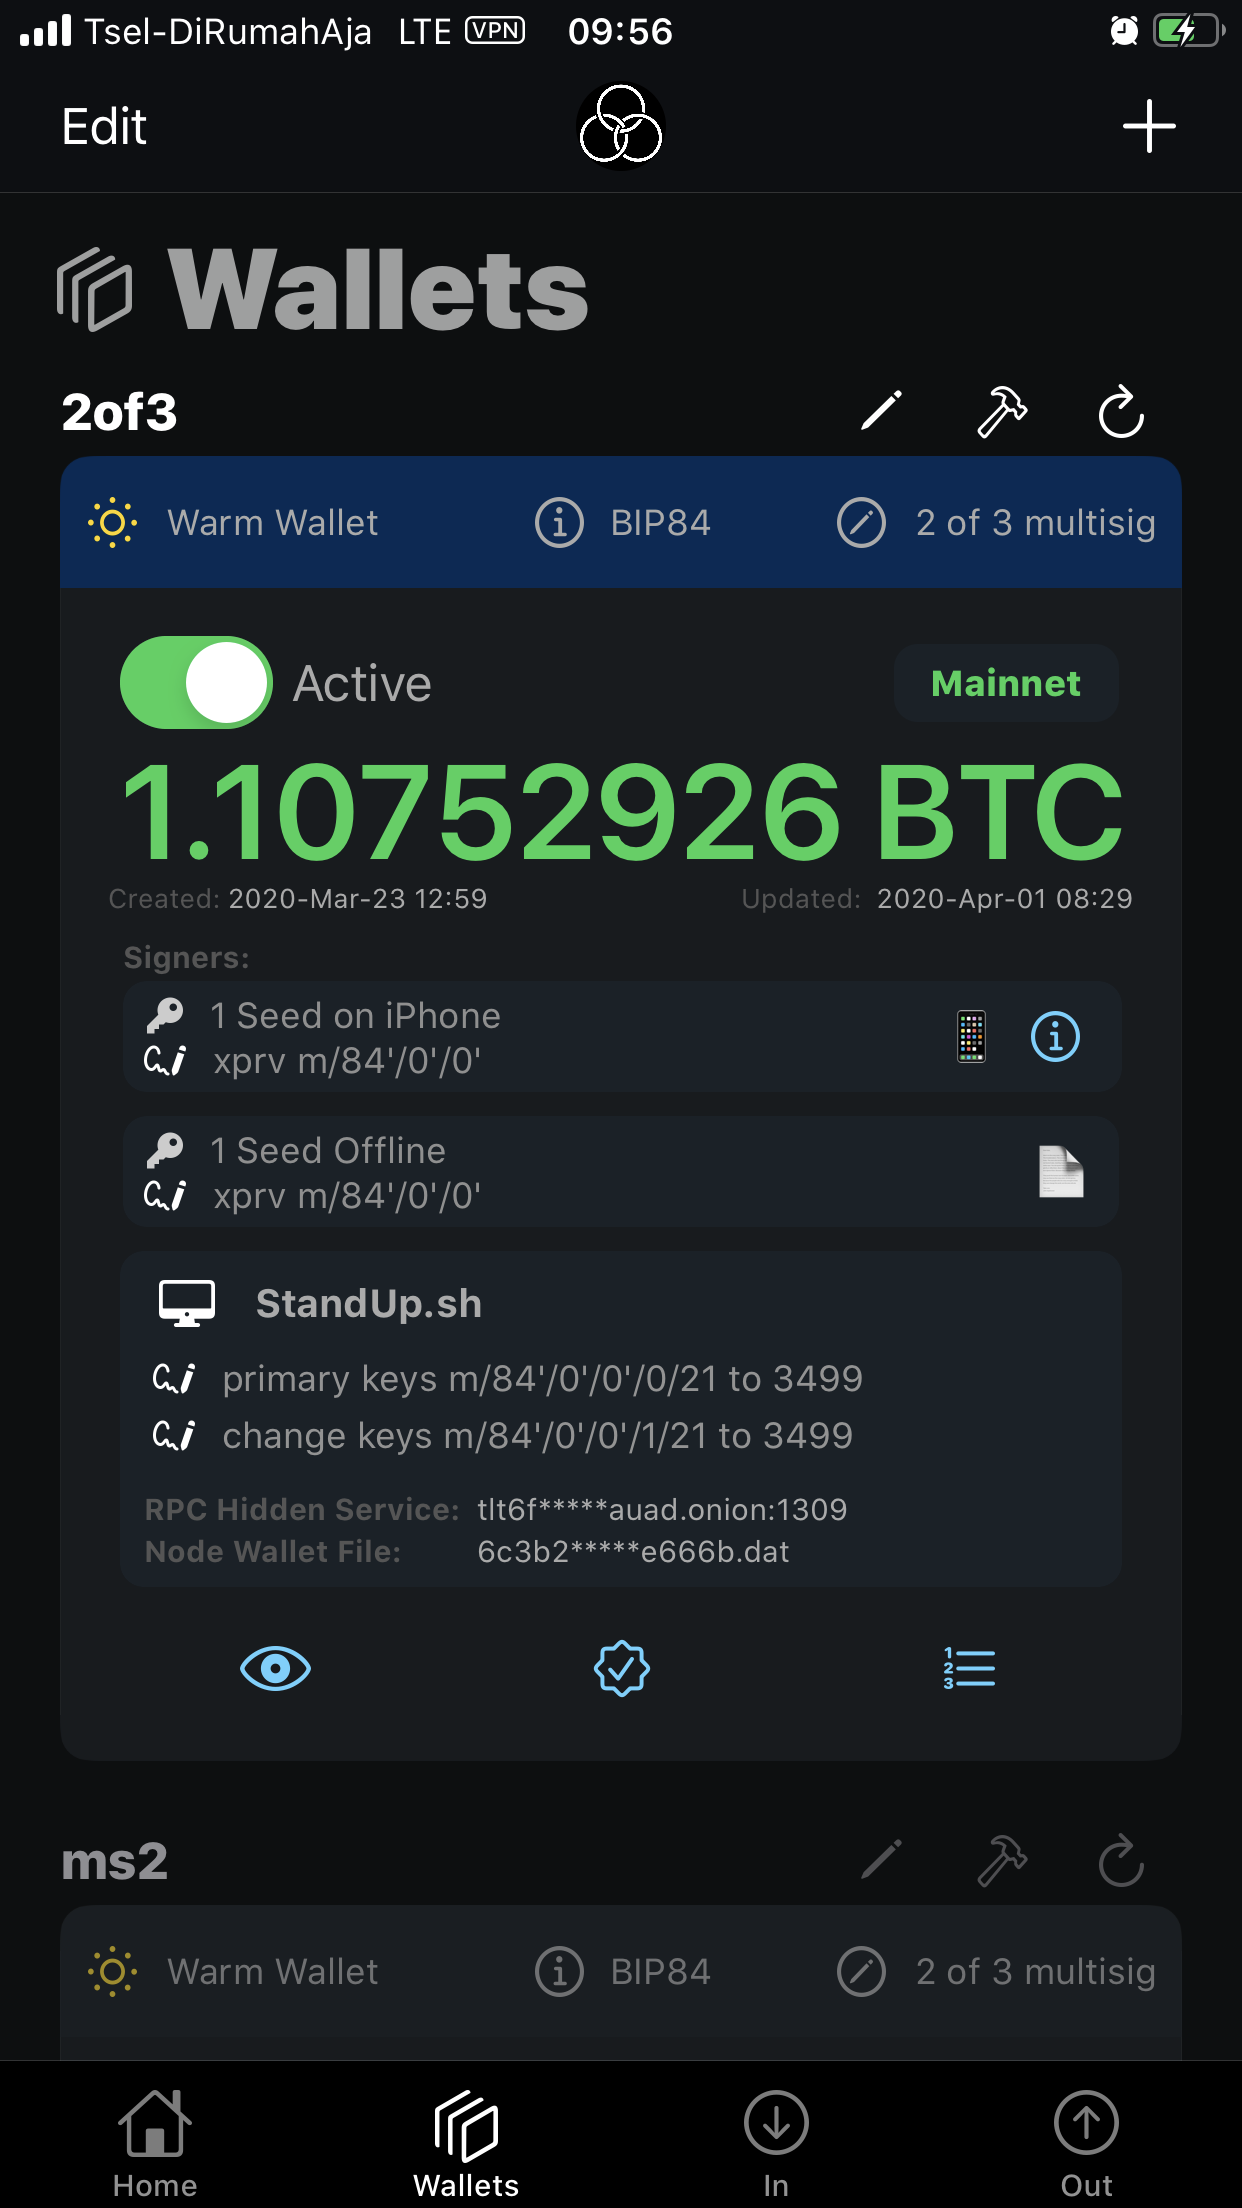 Tsel-DiRumahAja LTE VPN 09:56
Edit
Wallets
2of3
Warm Wallet BIP84 2 of 3 multisig
Active Mainnet
1.10752926 BTC
Created: 2020-Mar-23 12:59 Updated: 2020-Apr-01 08:29
Signers:
1 Seed on iPhone
xprv m/84'/0'/0'
1 Seed Offline
xprv m/84'/0'/0'
StandUp.sh
primary keys m/84'/0'/0'/0/21 to 3499
change keys m/84'/0'/0'/1/21 to 3499
RPC Hidden Service: tlt6f*****auad.onion:1309
Node Wallet File: 6c3b2*****e666b.dat
ms2
Warm Wallet BIP84 2 of 3 multisig
Home Wallets In Out